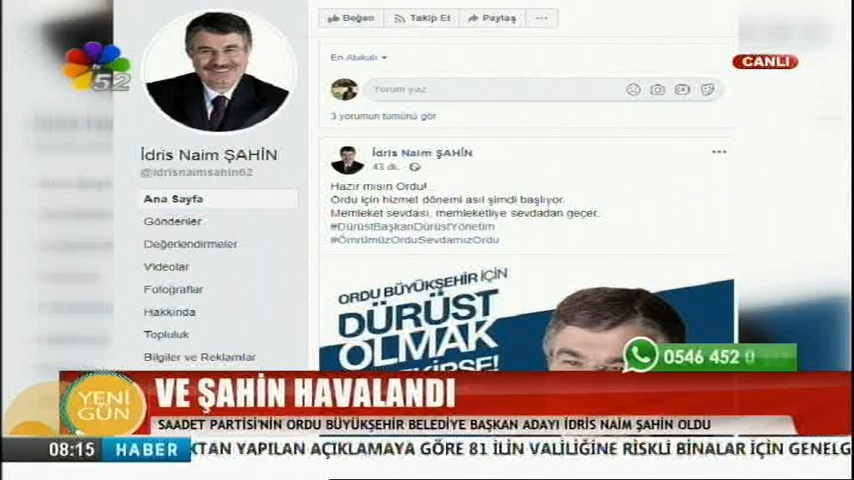 Beğen
Takip Et
Paylaş
...
tv 52
CANLI
En Alakalı
Yorum yaz...
3 yorumun tümünü gör
İdris Naim ŞAHİN
@idrisnaimsahin52
Ana Sayfa
Gönderiler
Değerlendirmeler
Videolar
Fotoğraflar
Hakkında
Topluluk
Bilgiler ve Reklamlar
İdris Naim ŞAHİN
43 dk.
Hazır mısın Ordu!...
Ordu için hizmet dönemi asıl şimdi başlıyor.
Memleket sevdası, memleketliye sevdadan geçer.
#DürüstBaşkanDürüstYönetim
#ÖmrümüzOrduSevdamızOrdu
ORDU BÜYÜKŞEHİR İÇİN
DÜRÜST
OLMAK
0546 452 0
YENİ
GÜN
VE ŞAHİN HAVALANDI
SAADET PARTİSİ'NİN ORDU BÜYÜKŞEHİR BELEDİYE BAŞKAN ADAYI İDRİS NAİM ŞAHİN OLDU
08:15 HABER KTAN YAPILAN AÇIKLAMAYA GÖRE 81 İLİN VALİLİĞİNE RİSKLİ BİNALAR İÇİN GENELG